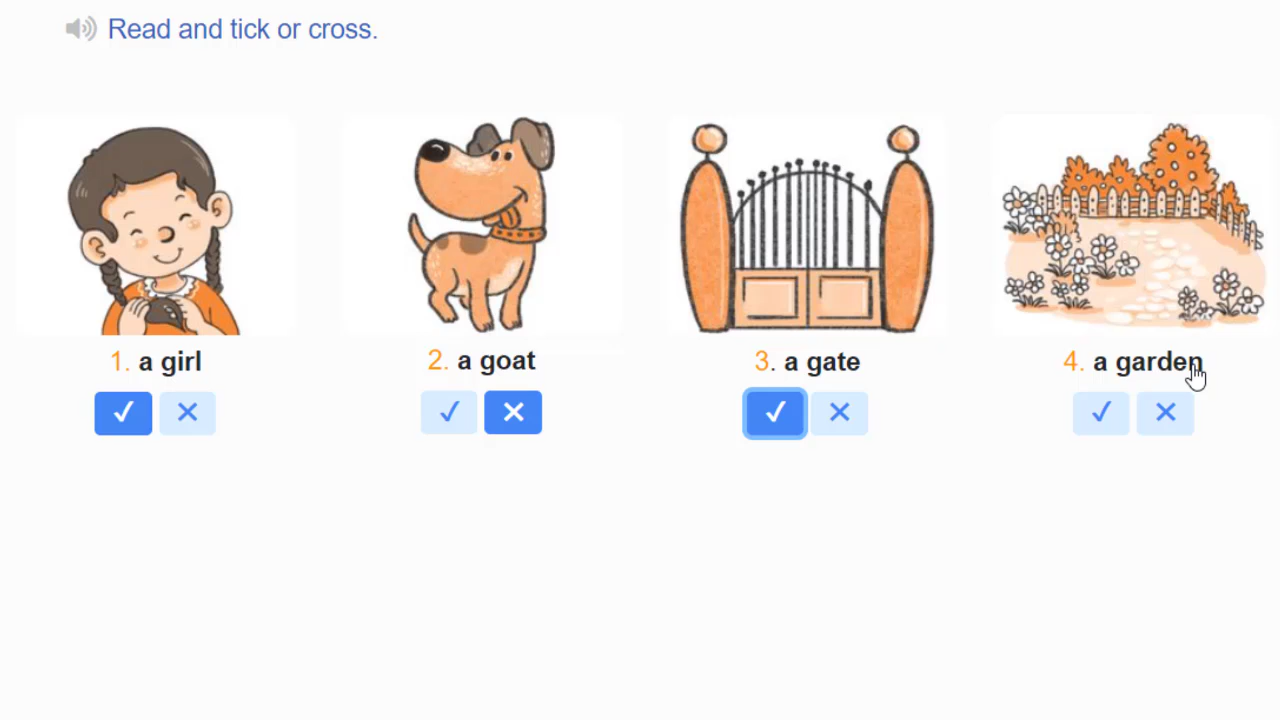 Read and tick or cross.
1. a girl
2. a goat
3. a gate
4. a garden